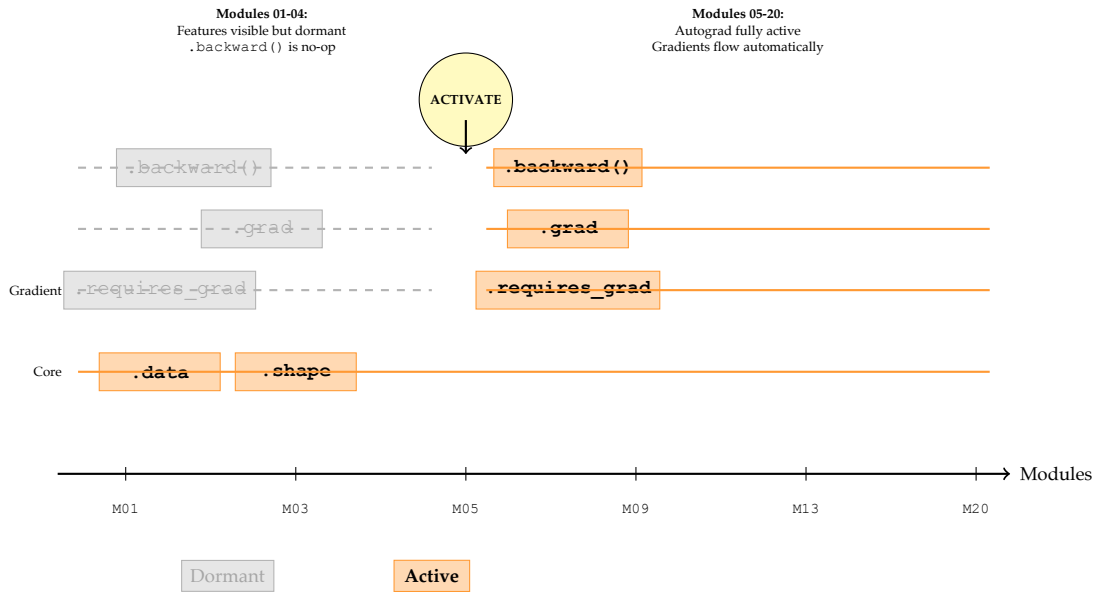 Modules 01-04:
Features visible but dormant
.backward() is no-op
Modules 05-20:
Autograd fully active
Gradients flow automatically
ACTIVATE
.backward()
.backward()
.grad
.grad
Gradient
.requires_grad
.requires_grad
Core
.data
.shape
Modules
M01
M03
M05
M09
M13
M20
Dormant
Active